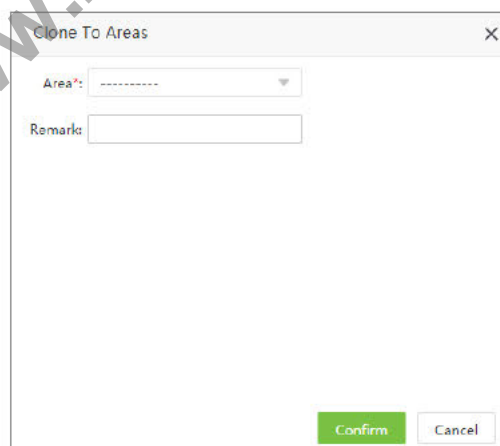 Clone To Areas
Area*: ----------
Remark:
Confirm Cancel